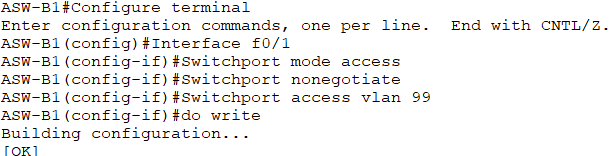 ASW-B1#Configure terminal
Enter configuration commands, one per line.  End with CNTL/Z.
ASW-B1(config)#Interface f0/1
ASW-B1(config-if)#Switchport mode access
ASW-B1(config-if)#Switchport nonegotiate
ASW-B1(config-if)#Switchport access vlan 99
ASW-B1(config-if)#do write
Building configuration...
[OK]